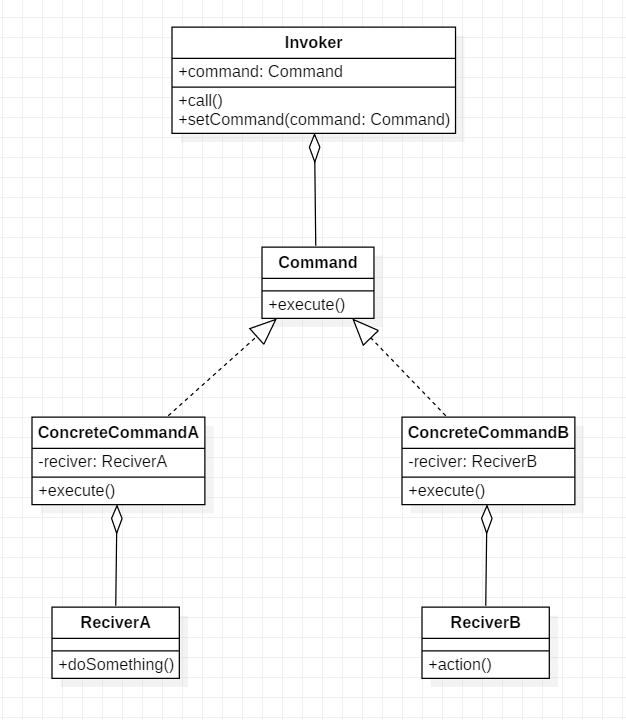 Invoker
+command: Command
+call()
+setCommand(command: Command)
Command
+execute()
ConcreteCommandA
-reciver: ReciverA
+execute()
ConcreteCommandB
-reciver: ReciverB
+execute()
ReciverA
+doSomething()
ReciverB
+action()